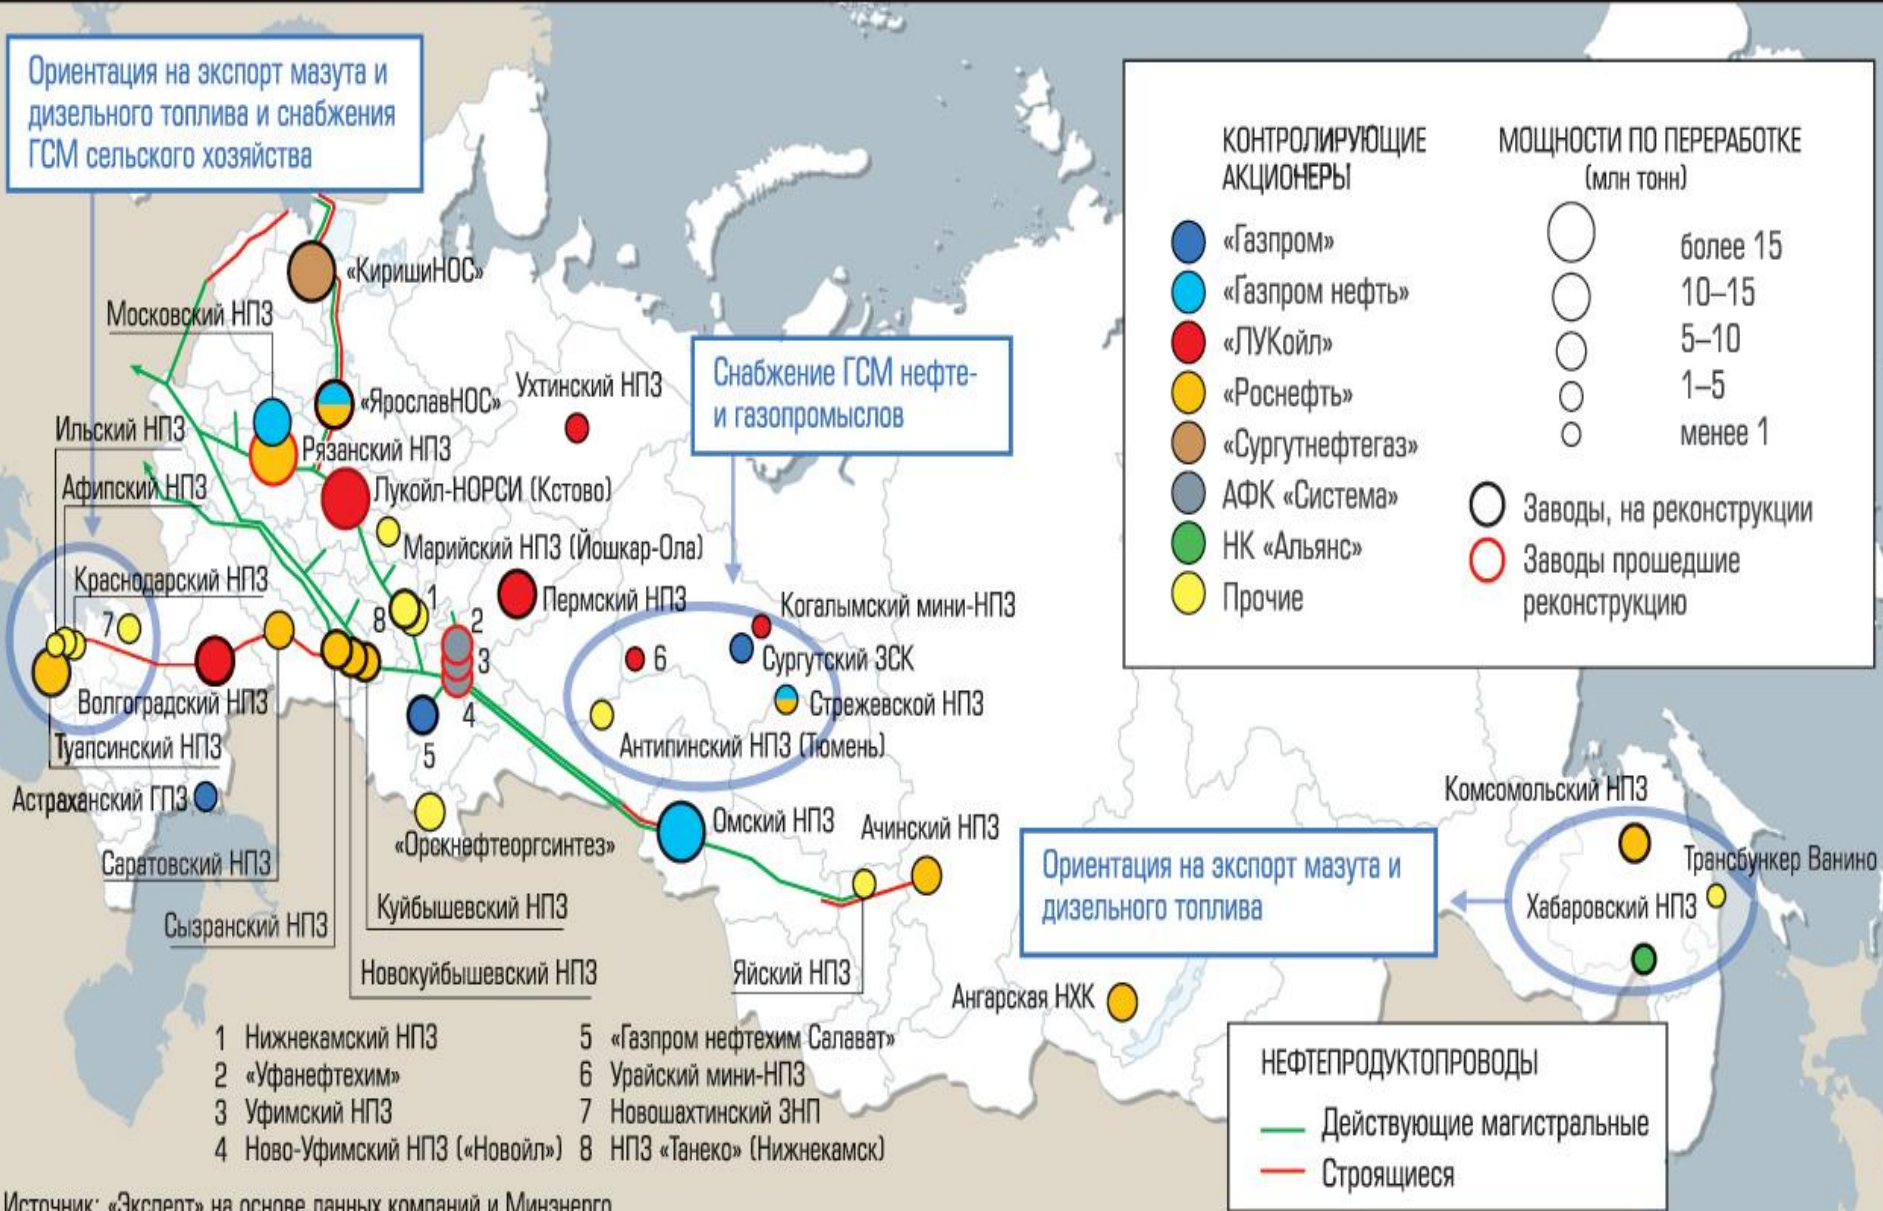 Ориентация на экспорт мазута и
дизельного топлива и снабжения
ГСМ сельского хозяйства
КОНТРОЛИРУЮЩИЕ
АКЦИОНЕРЫ
«Газпром»
«Газпром нефть»
«ЛУКойл»
«Роснефть»
«Сургутнефтегаз»
АФК «Система»
НК «Альянс»
Прочие
МОЩНОСТИ ПО ПЕРЕРАБОТКЕ
(млн тонн)
более 15
10–15
5–10
1–5
менее 1
Заводы, на реконструкции
Заводы прошедшие
реконструкцию
«КиришиНОС»
Московский НПЗ
Снабжение ГСМ нефте-
и газопромыслов
Ухтинский НПЗ
«ЯрославНОС»
Ильский НПЗ
Рязанский НПЗ
Афипский НПЗ
Лукойл-НОРСИ (Кстово)
Марийский НПЗ (Йошкар-Ола)
Краснодарский НПЗ
Пермский НПЗ
Когалымский мини-НПЗ
7
8
1
2
3
4
5
6
Сургутский ЗСК
Волгоградский НПЗ
Стрежевской НПЗ
Туапсинский НПЗ
Антипинский НПЗ (Тюмень)
Астраханский ГПЗ
Омский НПЗ
Ачинский НПЗ
«Орскнефтеоргсинтез»
Саратовский НПЗ
Куйбышевский НПЗ
Сызранский НПЗ
Новокуйбышевский НПЗ
Яйский НПЗ
Ангарская НХК
Ориентация на экспорт мазута и
дизельного топлива
Комсомольский НПЗ
Трансбункер Ванино
Хабаровский НПЗ
1 Нижнекамский НПЗ
2 «Уфанефтехим»
3 Уфимский НПЗ
4 Ново-Уфимский НПЗ («Новойл»)
5 «Газпром нефтехим Салават»
6 Урайский мини-НПЗ
7 Новошахтинский ЗНП
8 НПЗ «Танеко» (Нижнекамск)
НЕФТЕПРОДУКТОПРОВОДЫ
Действующие магистральные
Строящиеся
Источник: «Эксперт» на основе данных компаний и Минэнерго